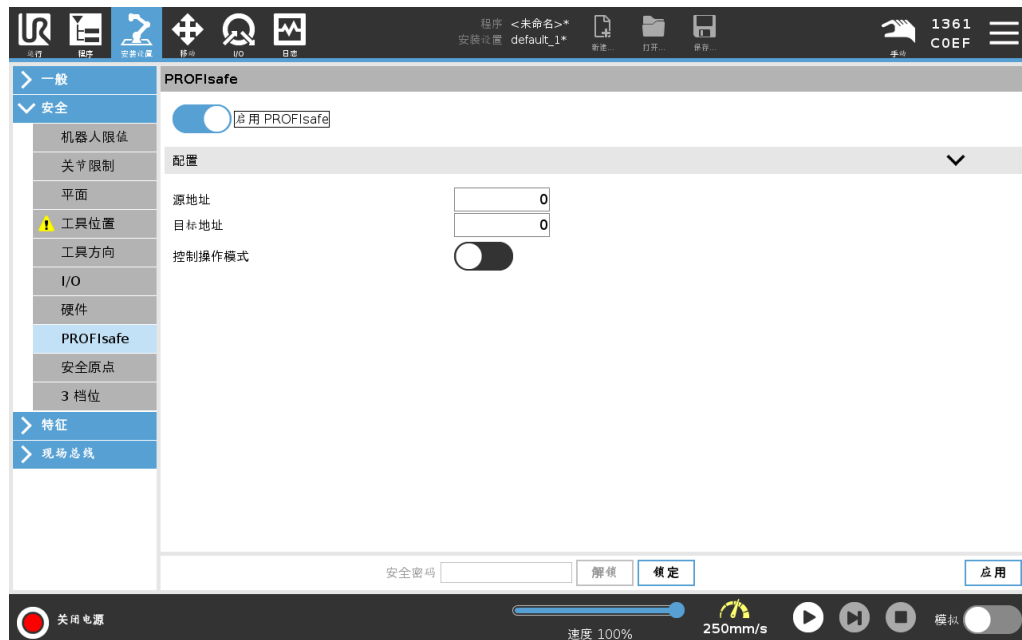 UR
运行
程序
安装设置
移动
I/O
日志
程序 <未命名>*
安装设置 default_1*
新建...
打开...
保存...
手动
1361
C0EF
一般
安全
机器人限值
关节限制
平面
工具位置
工具方向
I/O
硬件
PROFIsafe
安全原点
3 档位
特征
现场总线
PROFIsafe
启用 PROFIsafe
配置
源地址 0
目标地址 0
控制操作模式
安全密码 解锁 锁定 应用
关闭电源
速度 100%
250mm/s
模拟